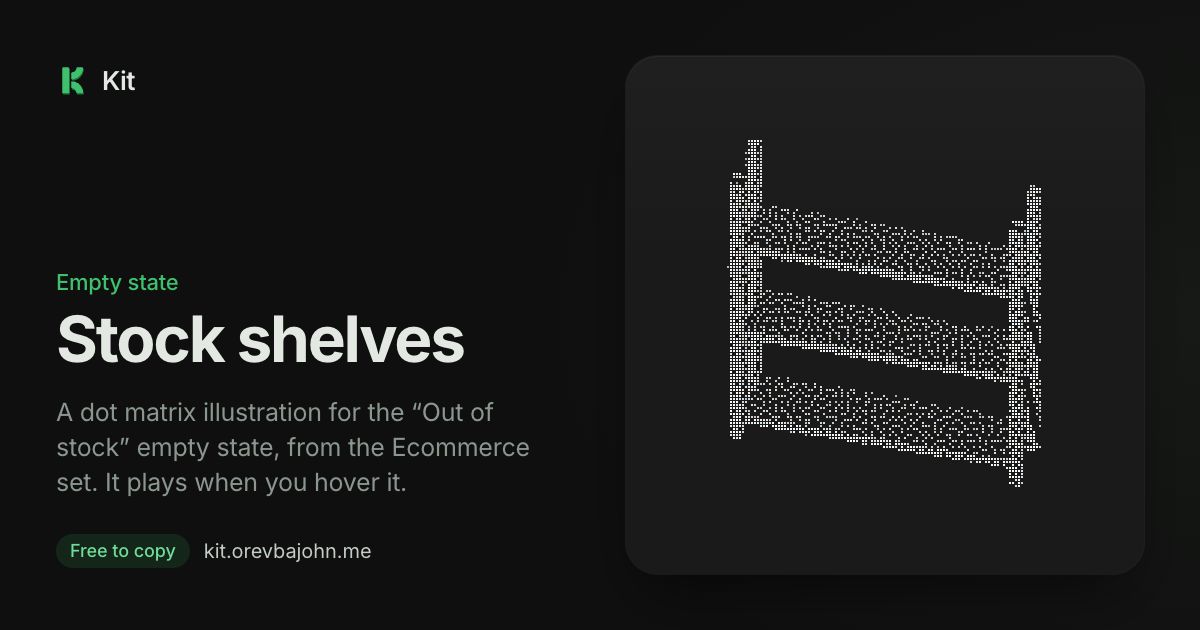 Kit
Empty state
Stock shelves
A dot matrix illustration for the “Out of
stock” empty state, from the Ecommerce
set. It plays when you hover it.
Free to copy
kit.orevbajohn.me